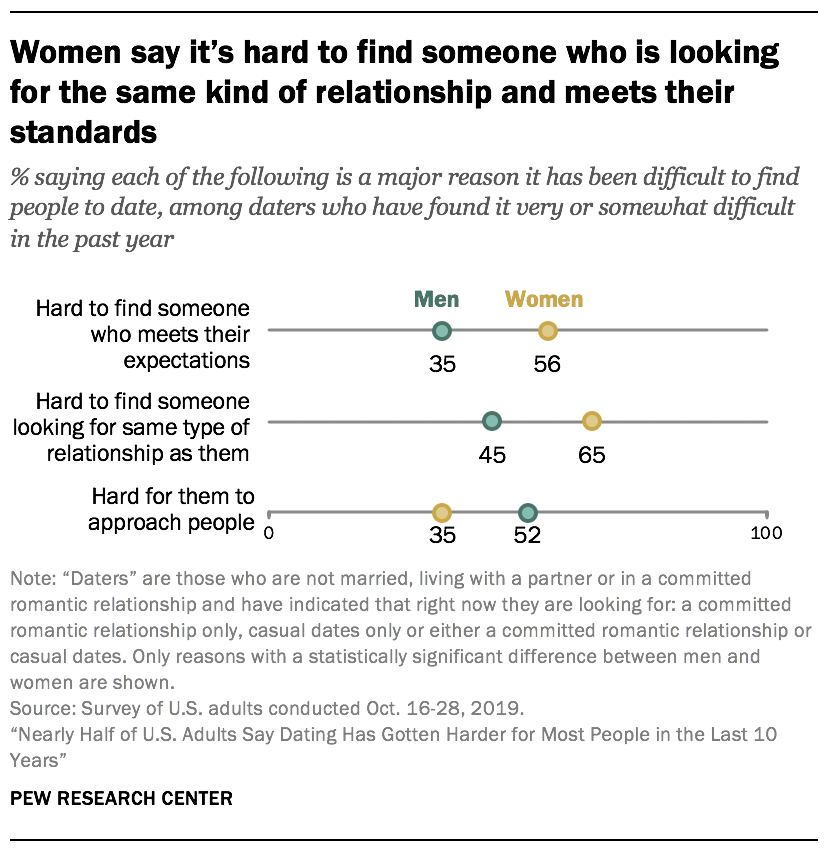 Women say it’s hard to find someone who is looking
for the same kind of relationship and meets their
standards
% saying each of the following is a major reason it has been difficult to find
people to date, among daters who have found it very or somewhat difficult
in the past year
Men Women
Hard to find someone
who meets their
expectations
35 56
Hard to find someone
looking for same type of
relationship as them
45 65
Hard for them to
approach people
0 35 52 100
Note: “Daters” are those who are not married, living with a partner or in a committed
romantic relationship and have indicated that right now they are looking for: a committed
romantic relationship only, casual dates only or either a committed romantic relationship or
casual dates. Only reasons with a statistically significant difference between men and
women are shown.
Source: Survey of U.S. adults conducted Oct. 16-28, 2019.
“Nearly Half of U.S. Adults Say Dating Has Gotten Harder for Most People in the Last 10
Years”
PEW RESEARCH CENTER